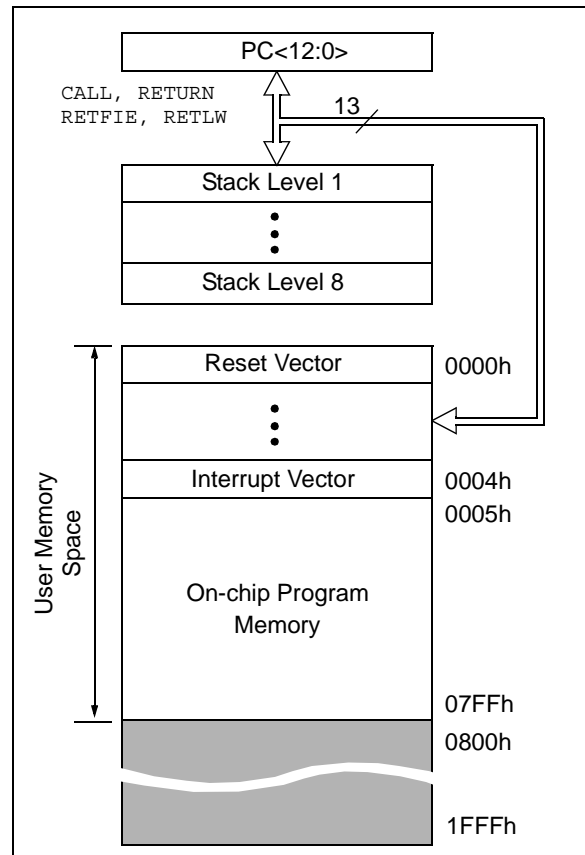 PC<12:0>
CALL, RETURN
RETFIE, RETLW
13
Stack Level 1
Stack Level 8
Reset Vector
0000h
Interrupt Vector
0004h
0005h
User Memory
Space
On-chip Program
Memory
07FFh
0800h
1FFFh